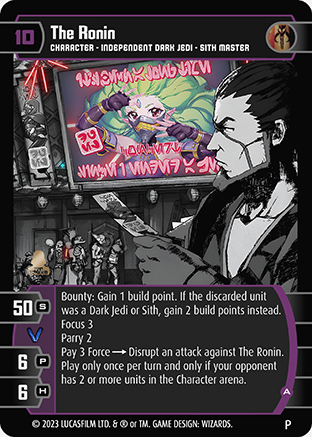 10
The Ronin
CHARACTER • INDEPENDENT DARK JEDI • SITH MASTER
50 S
6 P
6 H
Bounty: Gain 1 build point. If the discarded unit
was a Dark Jedi or Sith, gain 2 build points instead.
Focus 3
Parry 2
Pay 3 Force → Disrupt an attack against The Ronin.
Play only once per turn and only if your opponent
has 2 or more units in the Character arena.
A
© 2023 LUCASFILM LTD. & ® or TM. GAME DESIGN: WIZARDS.
P